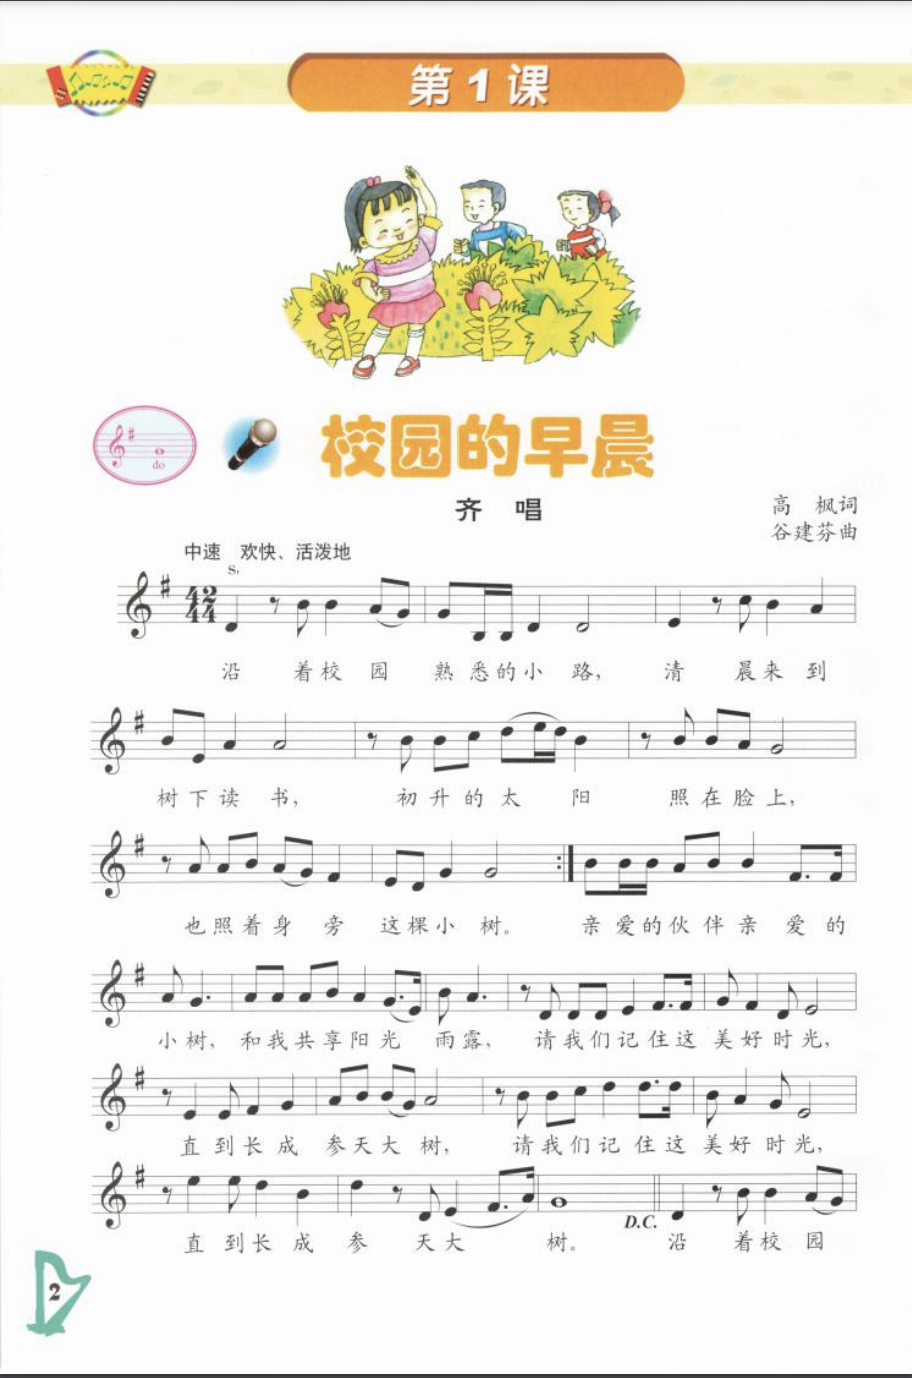 第1课
do
校园的早晨
齐 唱
高 枫词
谷建芬曲
中速 欢快、活泼地
S,
42
44
沿 着校 园 熟 悉的小 路, 清 晨来 到
树下读 书, 初升的太 阳 照在脸上,
也照着身 旁 这棵小 树。 亲爱的伙伴亲 爱的
小树, 和我共享阳光 雨露, 请我们记住这 美好时光,
直到长成 参天大 树, 请我们记 住这 美好时光,
直 到长 成 参 天大 树。 D.C. 沿 着校园
2